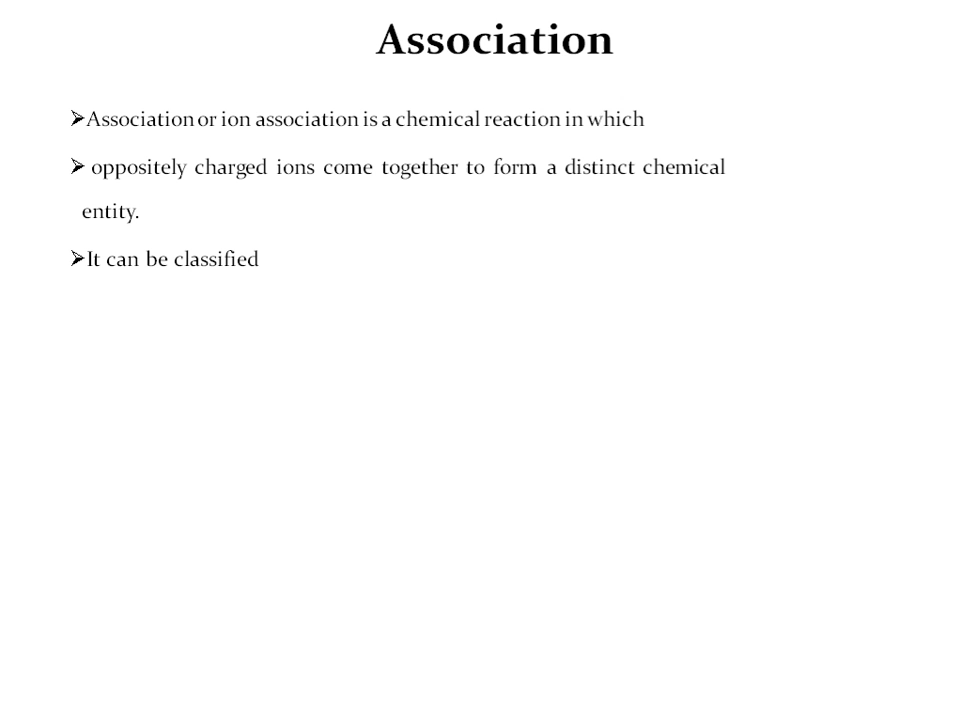 Association
➢Association or ion association is a chemical reaction in which
➢ oppositely charged ions come together to form a distinct chemical
entity.
➢It can be classified